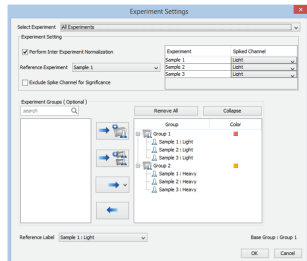 Experiment Settings
Select Experiment All Experiments
Experiment Setting
Perform Inter Experiment Normalization
Reference Experiment Sample 1
Exclude Spike Channel for Significance
Experiment Spiked Channel
Sample 1 Light
Sample 2 Light
Sample 3 Light
Experiment Groups ( Optional )
search
Remove All Collapse
Group Color
Group 1
Sample 1 : Light
Sample 2 : Light
Sample 3 : Light
Group 2
Sample 1 : Heavy
Sample 2 : Heavy
Sample 3 : Heavy
Reference Label Sample 1 : Light
Base Group : Group 1
OK Cancel